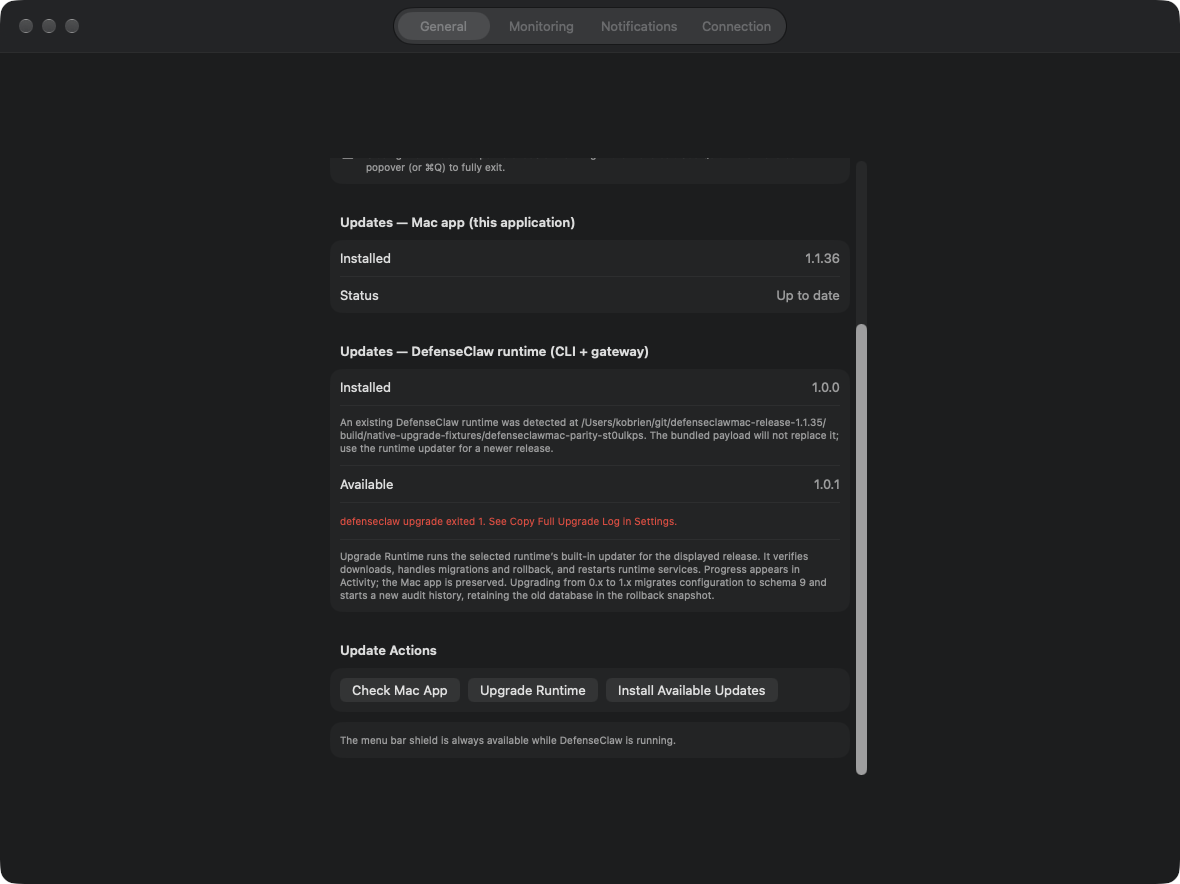 General
Monitoring
Notifications
Connection
popover (or ⌘Q) to fully exit.
Updates — Mac app (this application)
Installed
1.1.36
Status
Up to date
Updates — DefenseClaw runtime (CLI + gateway)
Installed
1.0.0
An existing DefenseClaw runtime was detected at /Users/kobrien/git/defenseclawmac-release-1.1.35/
build/native-upgrade-fixtures/defenseclawmac-parity-st0ulkps. The bundled payload will not replace it;
use the runtime updater for a newer release.
Available
1.0.1
defenseclaw upgrade exited 1. See Copy Full Upgrade Log in Settings.
Upgrade Runtime runs the selected runtime's built-in updater for the displayed release. It verifies
downloads, handles migrations and rollback, and restarts runtime services. Progress appears in
Activity; the Mac app is preserved. Upgrading from 0.x to 1.x migrates configuration to schema 9 and
starts a new audit history, retaining the old database in the rollback snapshot.
Update Actions
Check Mac App
Upgrade Runtime
Install Available Updates
The menu bar shield is always available while DefenseClaw is running.